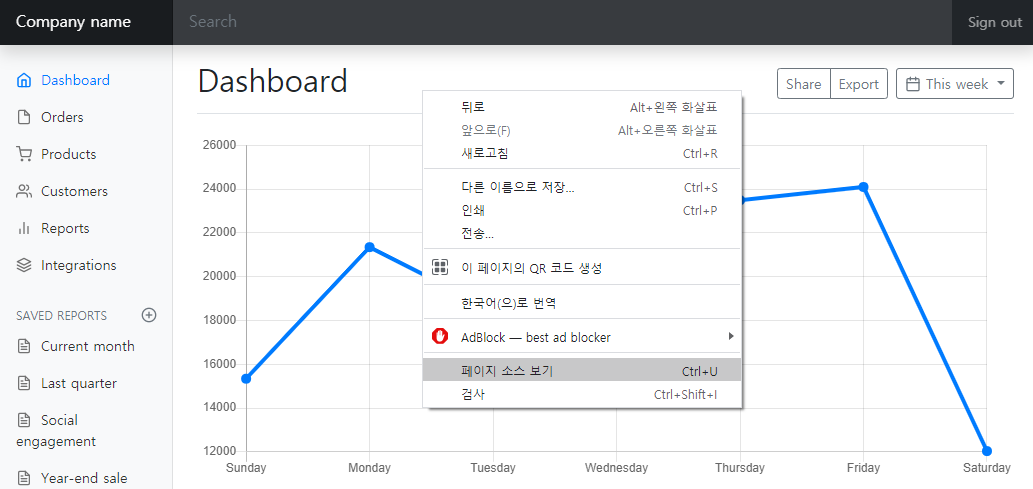 Company name
Search
Sign out
Dashboard
Orders
Products
Customers
Reports
Integrations
SAVED REPORTS
Current month
Last quarter
Social
engagement
Year-end sale
Dashboard
Share
Export
This week
뒤로 Alt+왼쪽 화살표
앞으로(F) Alt+오른쪽 화살표
새로고침 Ctrl+R
다른 이름으로 저장... Ctrl+S
인쇄 Ctrl+P
전송...
이 페이지의 QR 코드 생성
한국어(으)로 번역
AdBlock — best ad blocker
페이지 소스 보기 Ctrl+U
검사 Ctrl+Shift+I
26000
24000
22000
20000
18000
16000
14000
12000
Sunday Monday Tuesday Wednesday Thursday Friday Saturday